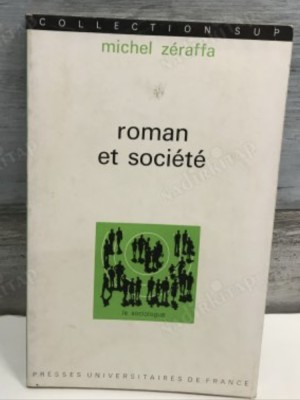 COLLECTION SUP
michel zéraffa
roman
et société
le sociologue
PRESSES UNIVERSITAIRES DE FRANCE